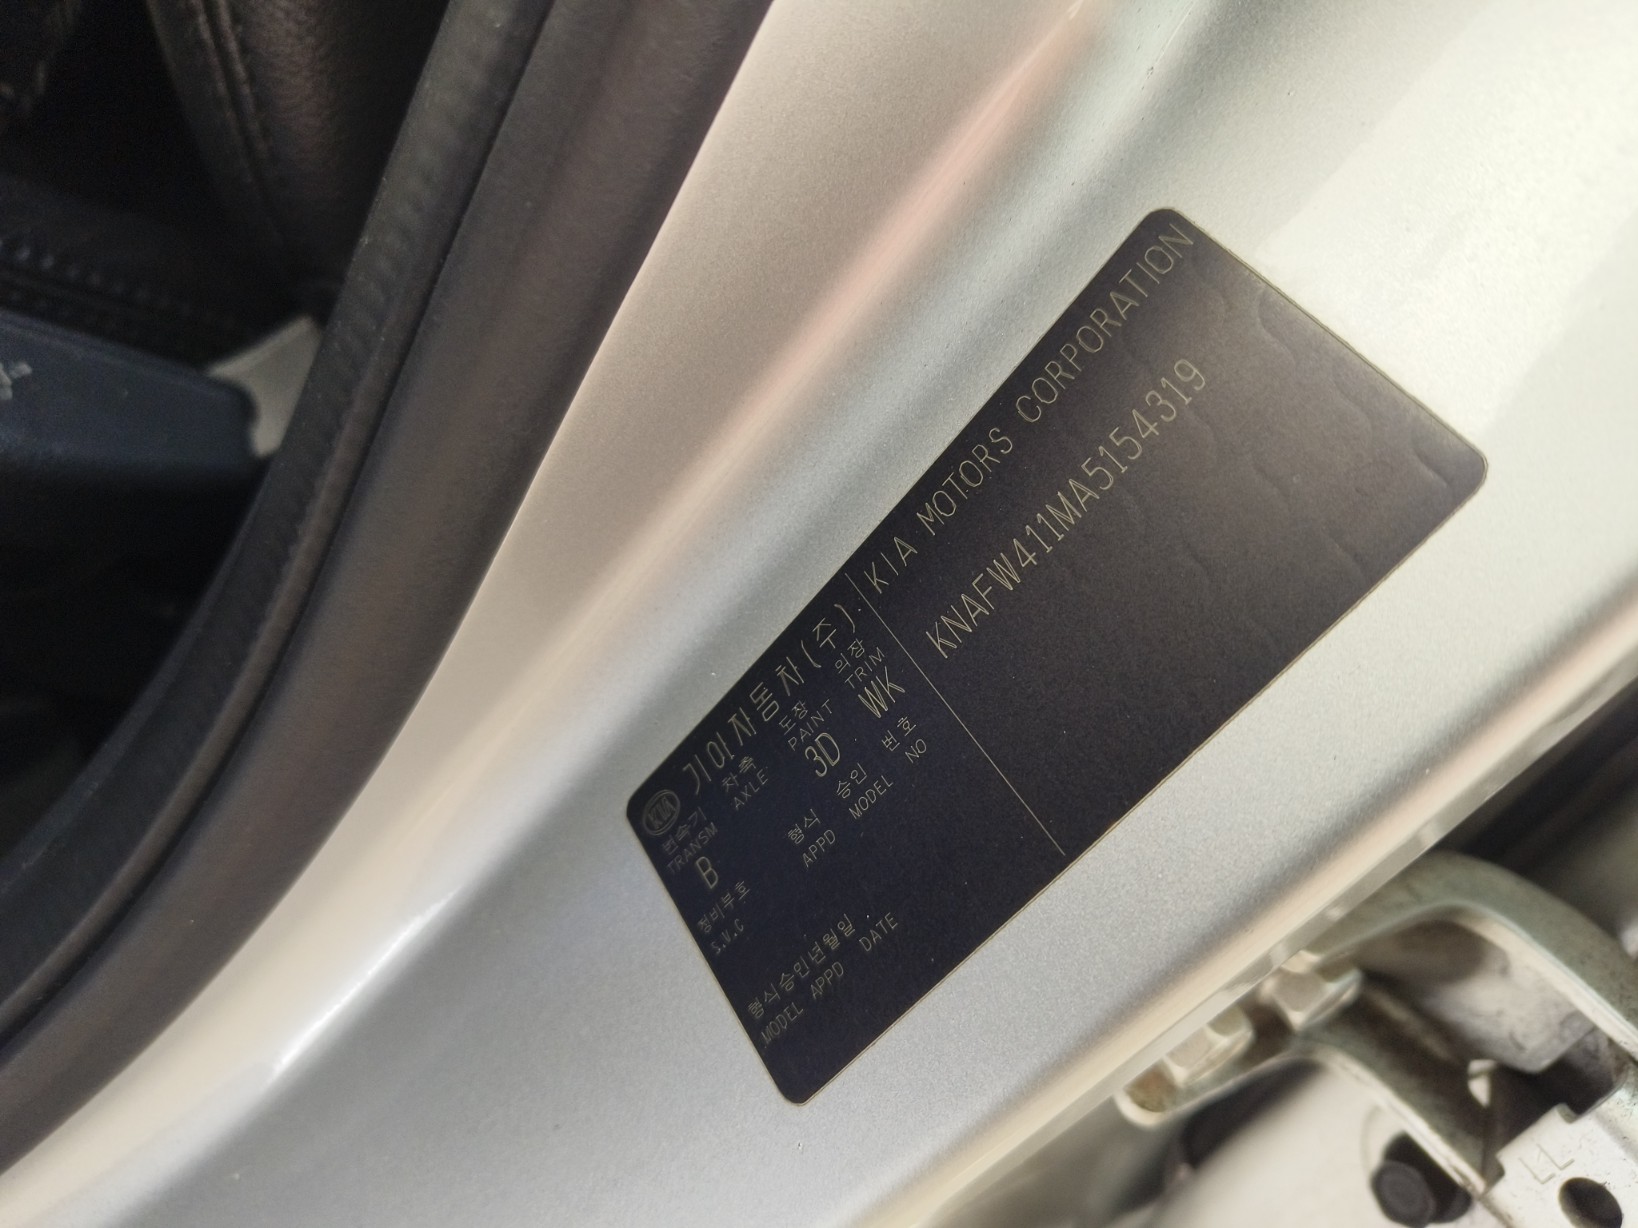 KIA 기아자동차(주) KIA MOTORS CORPORATION
변속기 차축 도장 의장
TRANSM AXLE PAINT TRIM
B 3D WK
KNAFW411MA5154319
정비부호 형식 승인 번호
S.V.C APPD MODEL NO
형식승인년월일
MODEL APPD DATE
LL